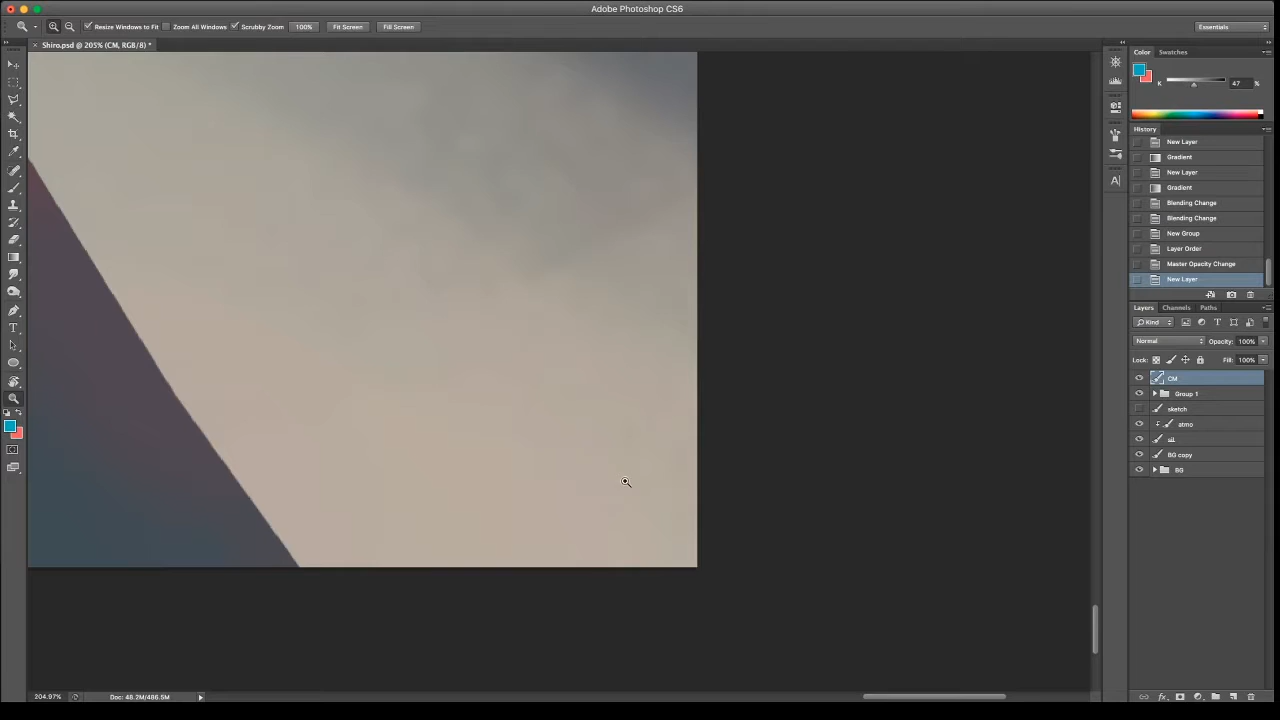 Adobe Photoshop CS6
Resize Windows to Fit Zoom All Windows Scrubby Zoom 100% Fit Screen Fill Screen Essentials
Shiro.psd @ 205% (CM, RGB/8) *
Color Swatches
K 47 %
History
New Layer
Gradient
New Layer
Gradient
Blending Change
Blending Change
New Group
Layer Order
Master Opacity Change
New Layer
Layers Channels Paths
Kind
Normal Opacity: 100%
Lock: Fill: 100%
CM
Group 1
sketch
atmo
sil
BG copy
BG
204.97% Doc: 48.2M/486.5M